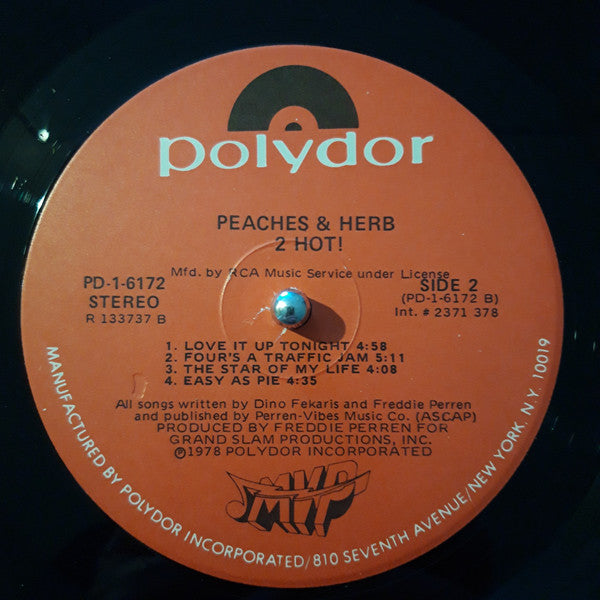 polydor
PEACHES & HERB
2 HOT!
Mfd. by RCA Music Service under License
PD-1-6172
STEREO
R 133737 B
SIDE 2
(PD-1-6172 B)
Int. # 2371 378
1. LOVE IT UP TONIGHT 4:58
2. FOUR'S A TRAFFIC JAM 5:11
3. THE STAR OF MY LIFE 4:08
4. EASY AS PIE 4:35
All songs written by Dino Fekaris and Freddie Perren
and published by Perren-Vibes Music Co. (ASCAP)
PRODUCED BY FREDDIE PERREN FOR
GRAND SLAM PRODUCTIONS, INC.
℗1978 POLYDOR INCORPORATED
MVP
MANUFACTURED BY POLYDOR INCORPORATED/810 SEVENTH AVENUE/NEW YORK, N.Y. 10019